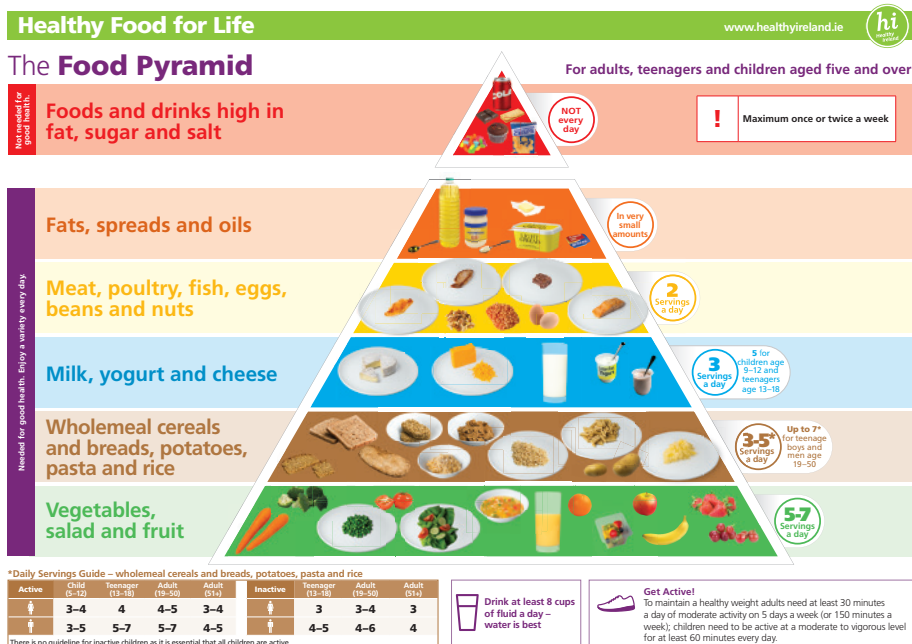 Healthy Food for Life
www.healthyireland.ie
hi
Healthy
Ireland
The Food Pyramid
For adults, teenagers and children aged five and over
Not needed for
good health.
Foods and drinks high in
fat, sugar and salt
COLA
NOT
every
day
!
Maximum once or twice a week
Needed for good health. Enjoy a variety every day.
Fats, spreads and oils
In very
small
amounts
Meat, poultry, fish, eggs,
beans and nuts
2
Servings
a day
Milk, yogurt and cheese
3
Servings
a day
5 for
children age
9–12 and
teenagers
age 13–18
Wholemeal cereals
and breads, potatoes,
pasta and rice
3-5*
Servings
a day
Up to 7*
for teenage
boys and
men age
19–50
Vegetables,
salad and fruit
5-7
Servings
a day
*Daily Servings Guide – wholemeal cereals and breads, potatoes, pasta and rice
Active Child (5–12) Teenager (13–18) Adult (19–50) Adult (51+) Inactive Teenager (13–18) Adult (19–50) Adult (51+)
3–4 4 4–5 3–4 3 3–4 3
3–5 5–7 5–7 4–5 4–5 4–6 4
There is no guideline for inactive children as it is essential that all children are active.
Drink at least 8 cups
of fluid a day –
water is best
Get Active!
To maintain a healthy weight adults need at least 30 minutes
a day of moderate activity on 5 days a week (or 150 minutes a
week); children need to be active at a moderate to vigorous level
for at least 60 minutes every day.